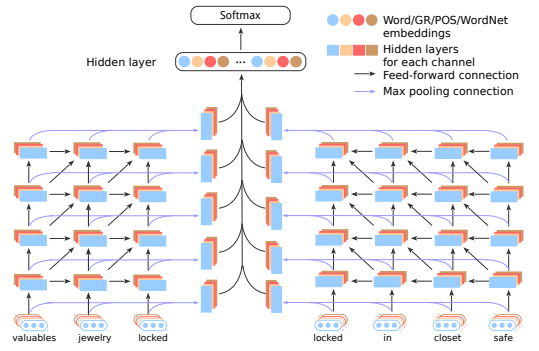 Softmax
Word/GR/POS/WordNet
embeddings
Hidden layers
for each channel
Hidden layer
...
Feed-forward connection
Max pooling connection
valuables jewelry locked locked in closet safe